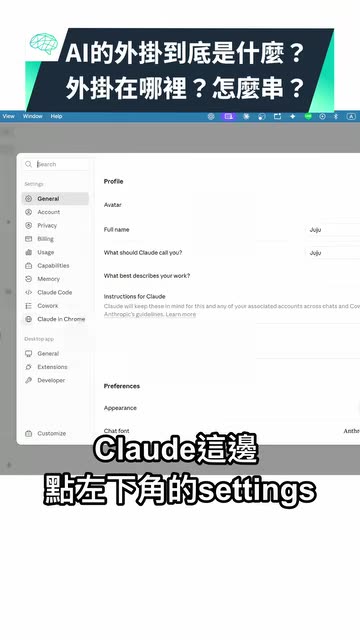 AI的外掛到底是什麼？
外掛在哪裡？怎麼串？
View Window Help
Search
Settings
General
Account
Privacy
Billing
Usage
Capabilities
Memory
Claude Code
Cowork
Claude in Chrome
Desktop app
General
Extensions
Developer
Customize
Profile
Avatar
Full name Juju
What should Claude call you? Juju
What best describes your work?
Instructions for Claude
Claude will keep these in mind for this and any of your associated accounts across chats and Cow
Anthropic's guidelines. Learn more
Preferences
Appearance
Chat font Anthr
Claude這邊
點左下角的settings